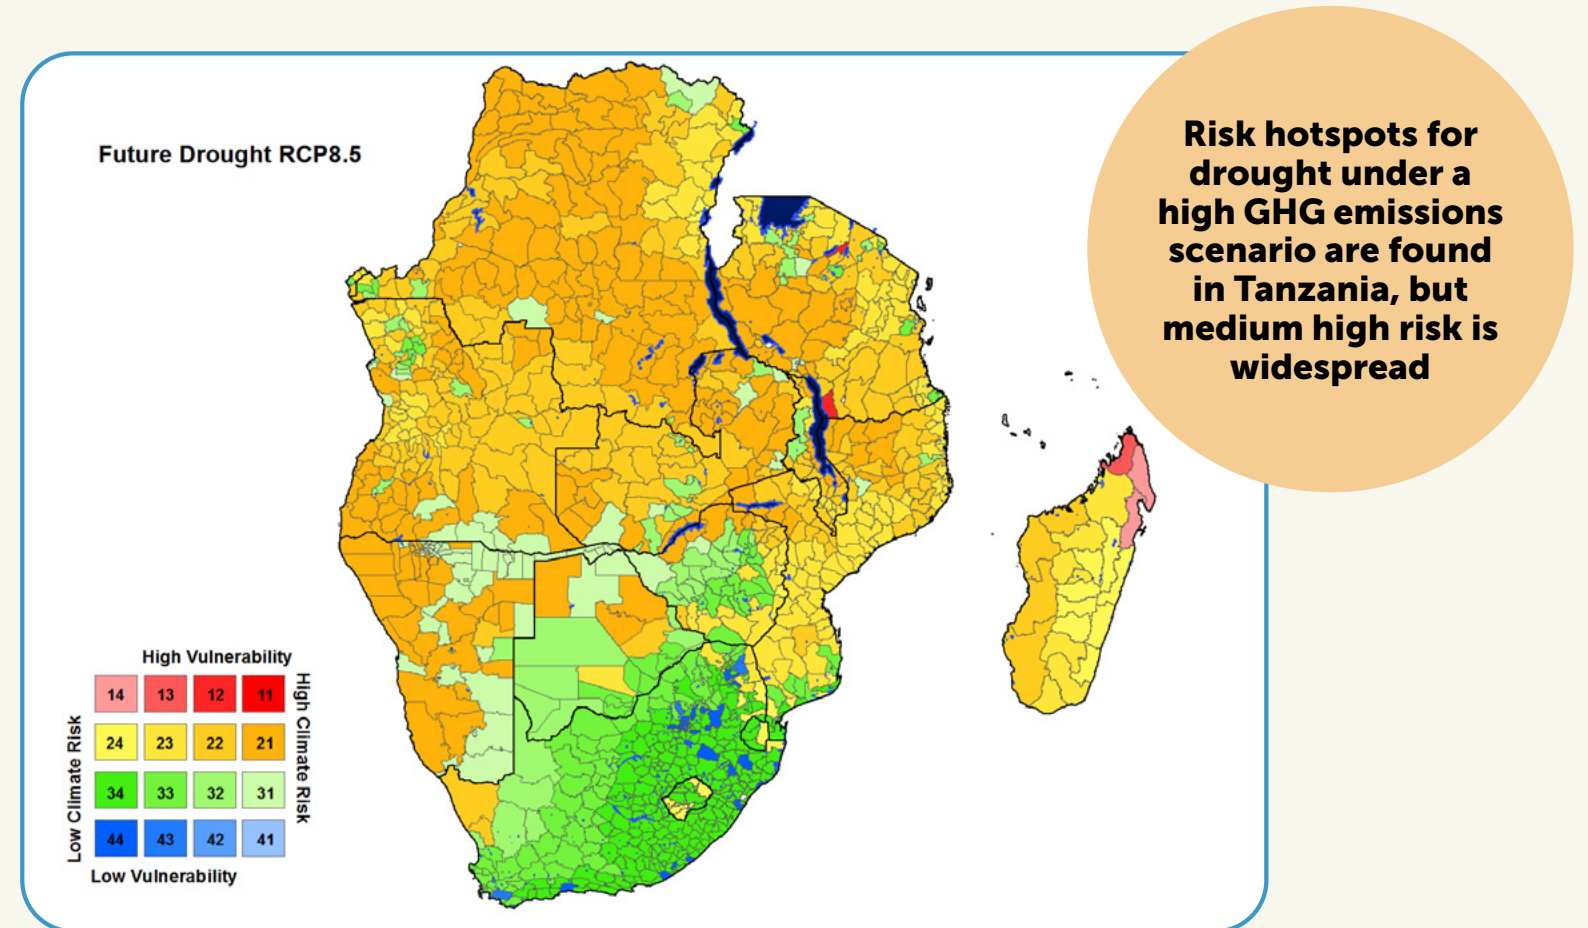 Risk hotspots for
drought under a
high GHG emissions
scenario are found
in Tanzania, but
medium high risk is
widespread
Future Drought RCP8.5
High Vulnerability
Low Climate Risk
High Climate Risk
14 13 12 11
24 23 22 21
34 33 32 31
44 43 42 41
Low Vulnerability